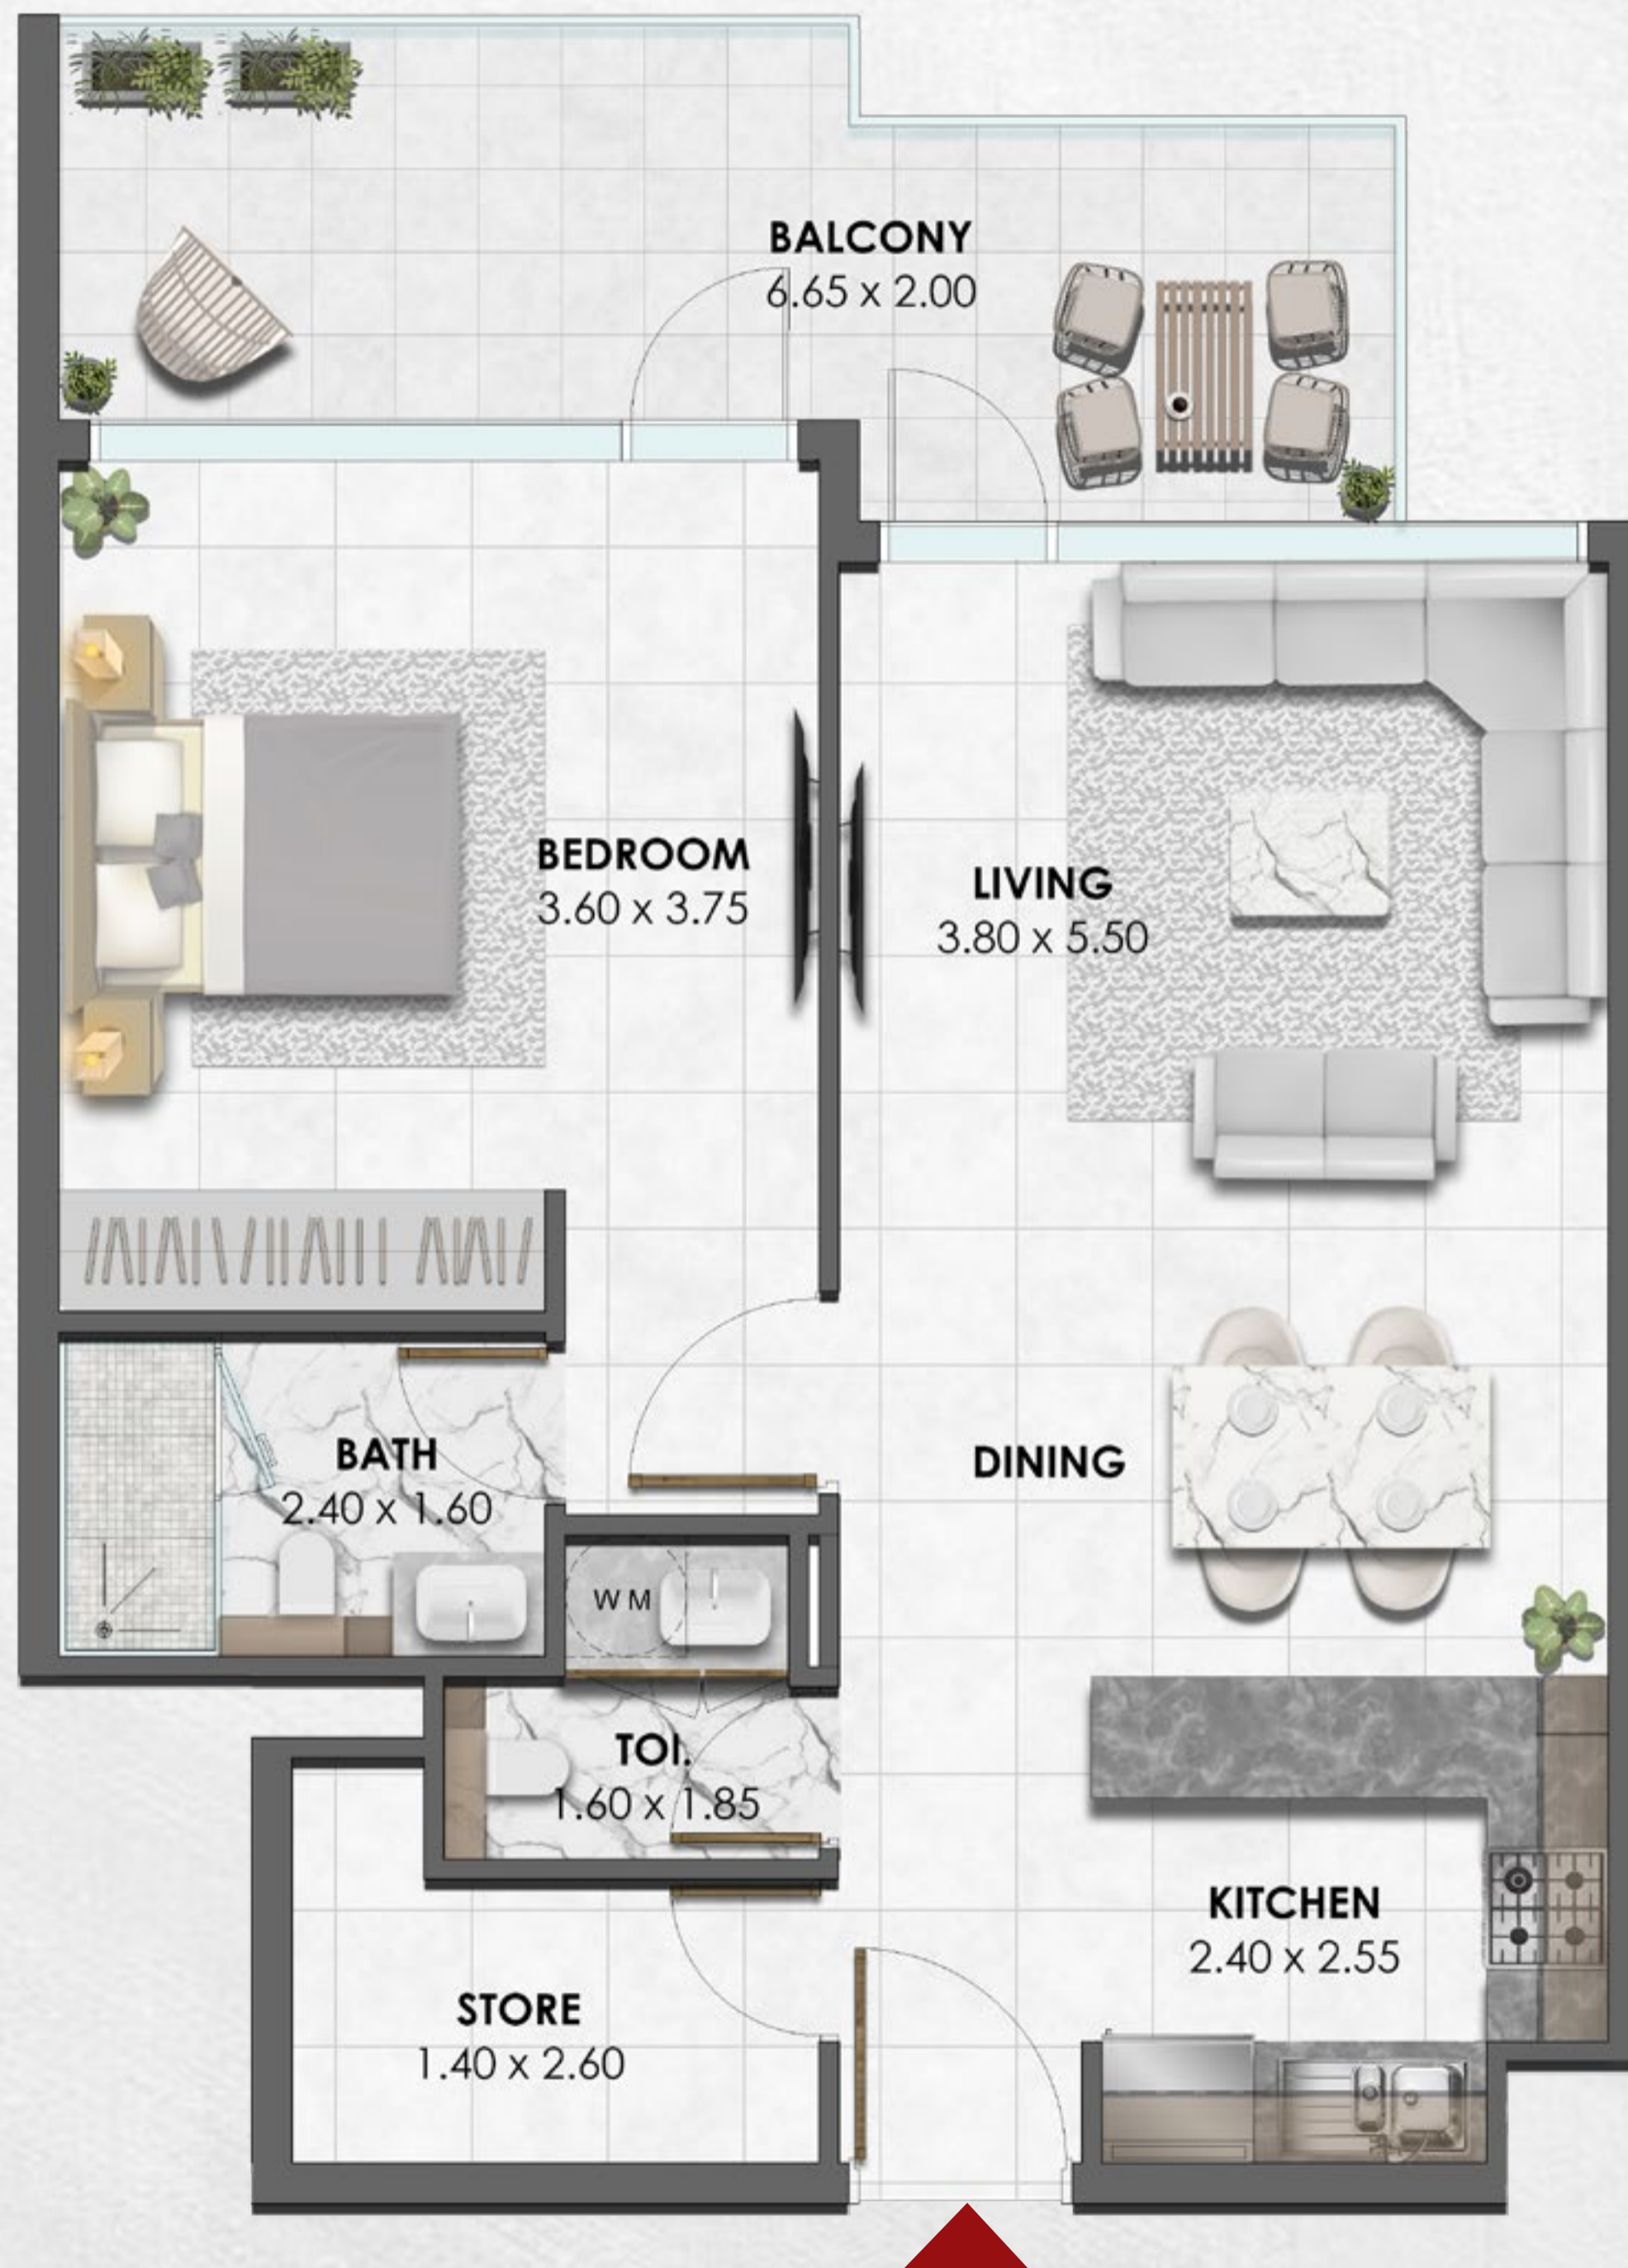 BALCONY
6.65 x 2.00
BEDROOM
3.60 x 3.75
LIVING
3.80 x 5.50
BATH
2.40 x 1.60
DINING
W M
TOI.
1.60 x 1.85
KITCHEN
2.40 x 2.55
STORE
1.40 x 2.60